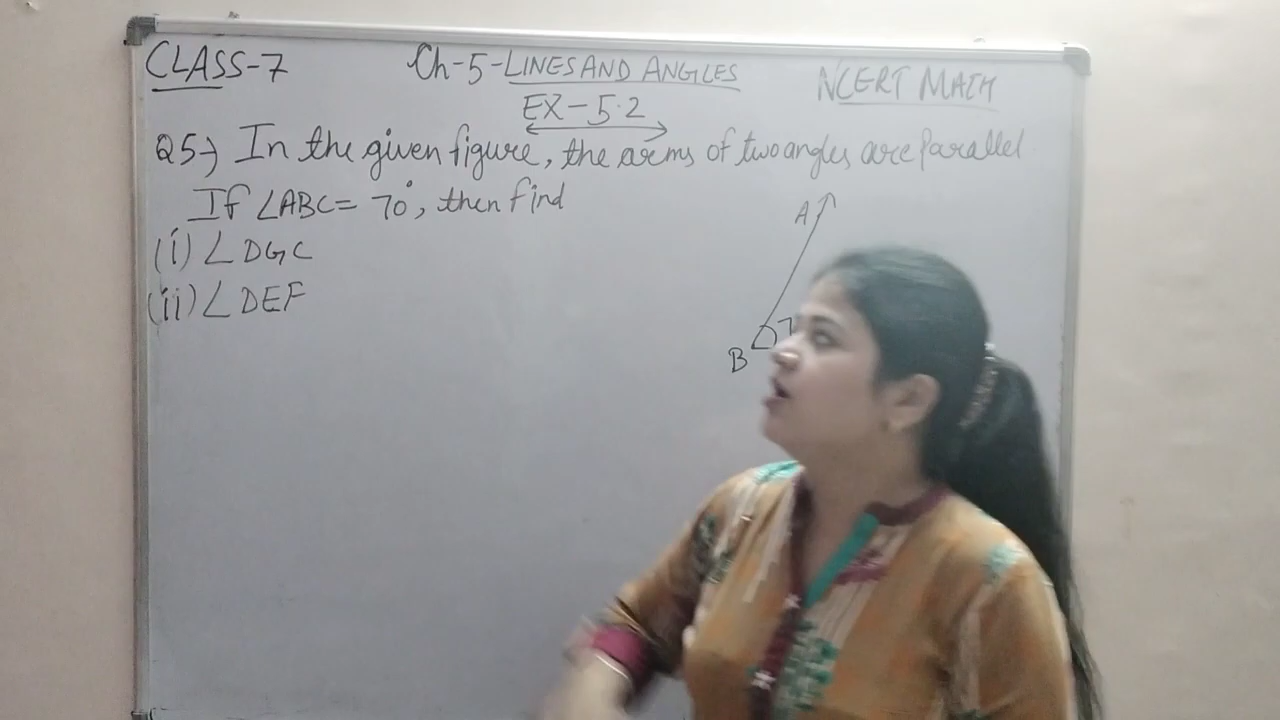 CLASS-7
Ch-5-LINES AND ANGLES
NCERT MATH
EX-5.2
Q5→ In the given figure, the arms of two angles are parallel
If ∠ABC= 70°, then find
(i) ∠DGC
(ii) ∠DEF
A
7
B